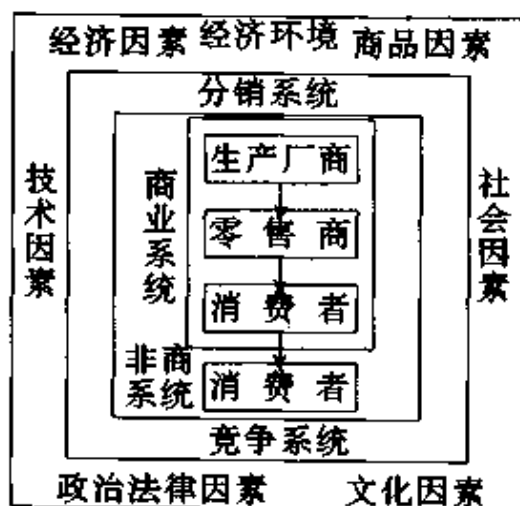 经济因素 经济环境 商品因素
分销系统
生产厂商
技术因素
商业系统
社会因素
零售商
消费者
非商
系统
消费者
竞争系统
政治法律因素 文化因素